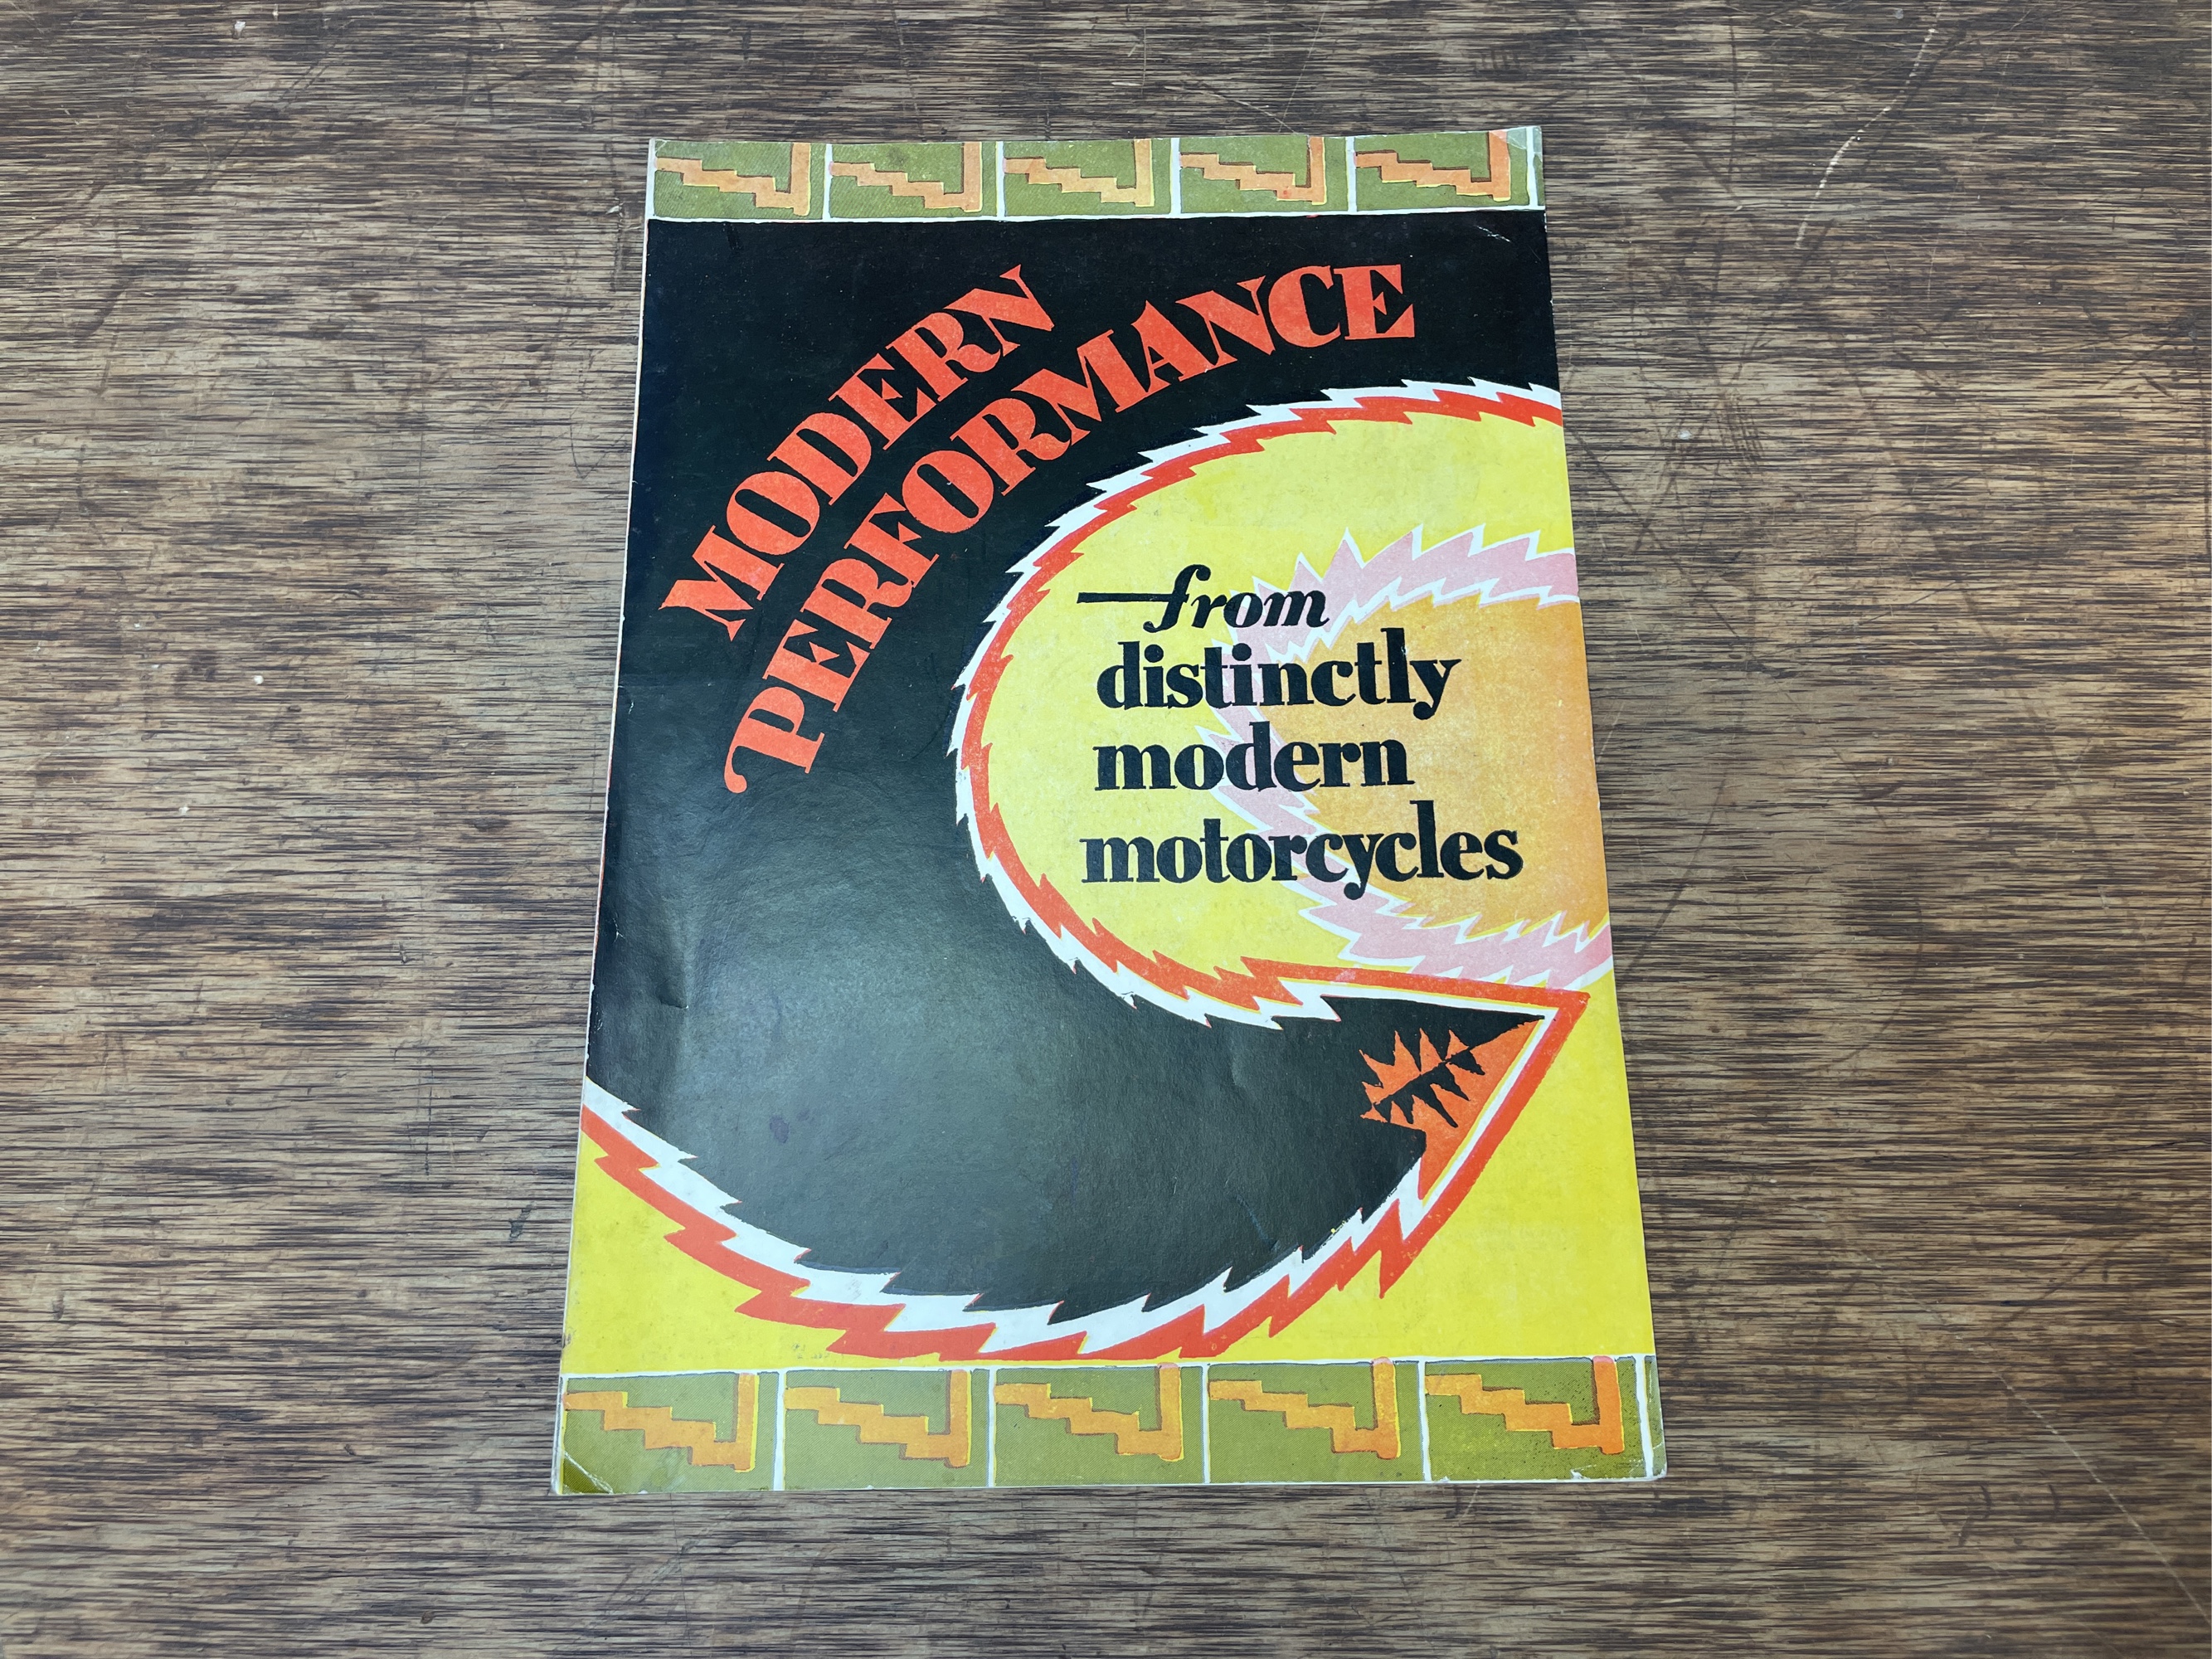 MODERN
PERFORMANCE
—from
distinctly
modern
motorcycles